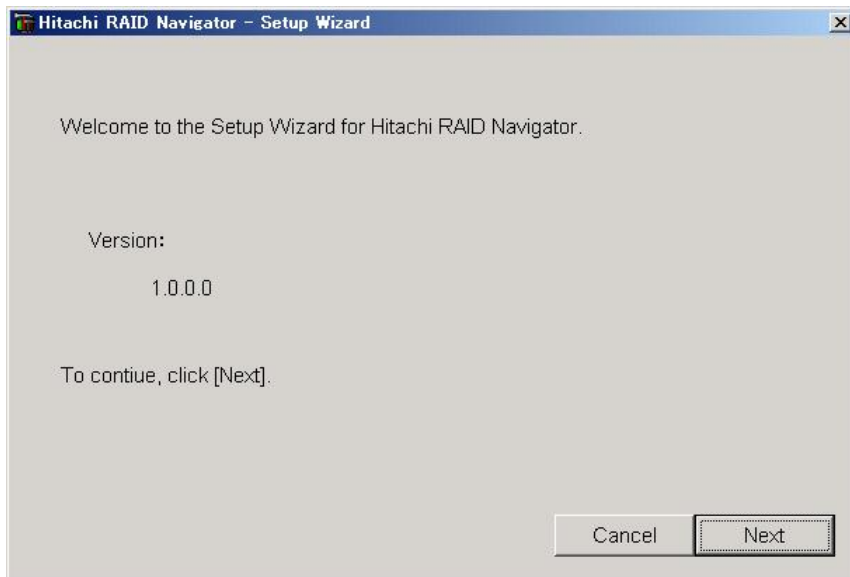 Hitachi RAID Navigator - Setup Wizard
Welcome to the Setup Wizard for Hitachi RAID Navigator.
Version:
1.0.0.0
To contiue, click [Next].
Cancel Next